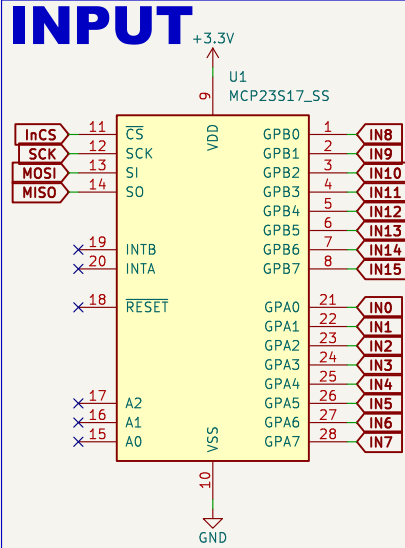 INPUT
+3.3V
U1
MCP23S17_SS
9
VDD
InCS 11 CS GPB0 1 IN8
SCK 12 SCK GPB1 2 IN9
MOSI 13 SI GPB2 3 IN10
MISO 14 SO GPB3 4 IN11
GPB4 5 IN12
GPB5 6 IN13
19 INTB GPB6 7 IN14
20 INTA GPB7 8 IN15
18 RESET GPA0 21 IN0
GPA1 22 IN1
GPA2 23 IN2
GPA3 24 IN3
GPA4 25 IN4
17 A2 GPA5 26 IN5
16 A1 GPA6 27 IN6
15 A0 GPA7 28 IN7
VSS
10
GND